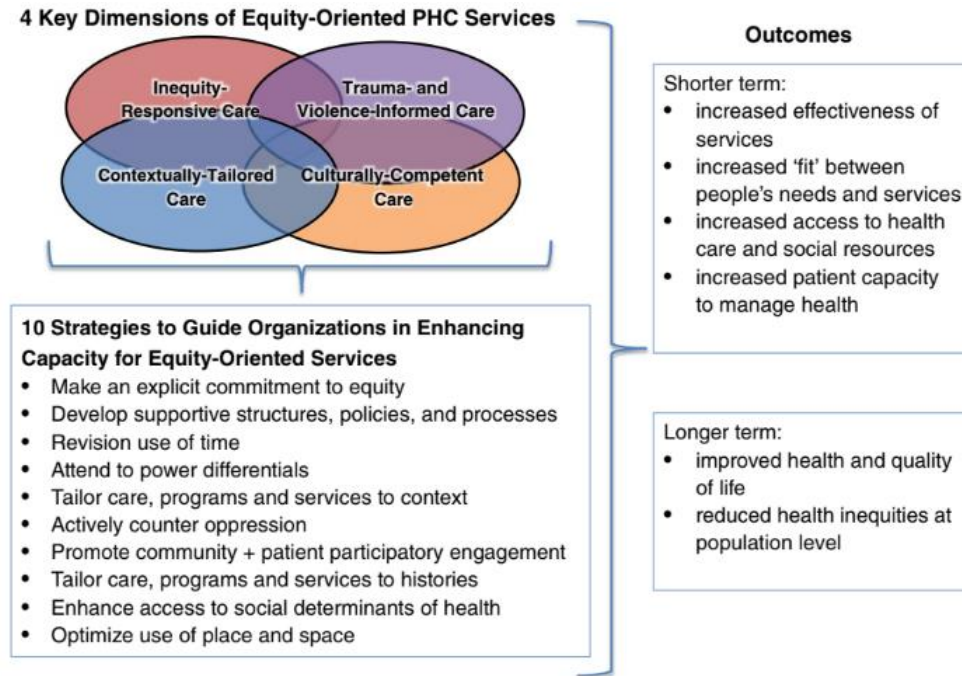 4 Key Dimensions of Equity-Oriented PHC Services
Inequity-
Responsive Care
Trauma- and
Violence-Informed Care
Contextually-Tailored
Care
Culturally-Competent
Care
10 Strategies to Guide Organizations in Enhancing
Capacity for Equity-Oriented Services
• Make an explicit commitment to equity
• Develop supportive structures, policies, and processes
• Revision use of time
• Attend to power differentials
• Tailor care, programs and services to context
• Actively counter oppression
• Promote community + patient participatory engagement
• Tailor care, programs and services to histories
• Enhance access to social determinants of health
• Optimize use of place and space
Outcomes
Shorter term:
• increased effectiveness of
services
• increased ‘fit’ between
people’s needs and services
• increased access to health
care and social resources
• increased patient capacity
to manage health
Longer term:
• improved health and quality
of life
• reduced health inequities at
population level